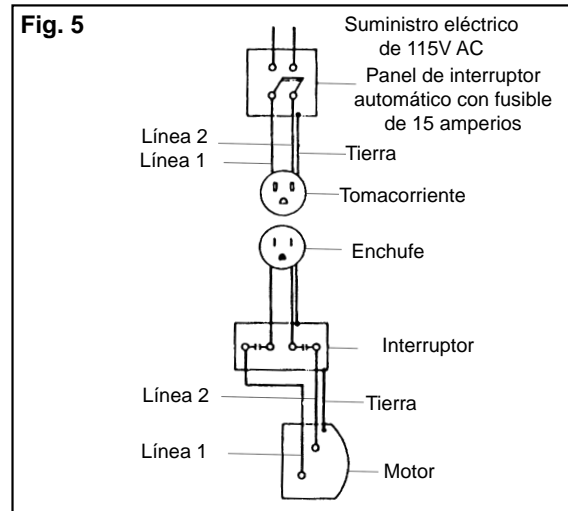 Fig. 5
Suministro eléctrico
de 115V AC
Panel de interruptor
automático con fusible
de 15 amperios
Línea 2
Línea 1
Tierra
Tomacorriente
Enchufe
Interruptor
Línea 2
Tierra
Línea 1
Motor